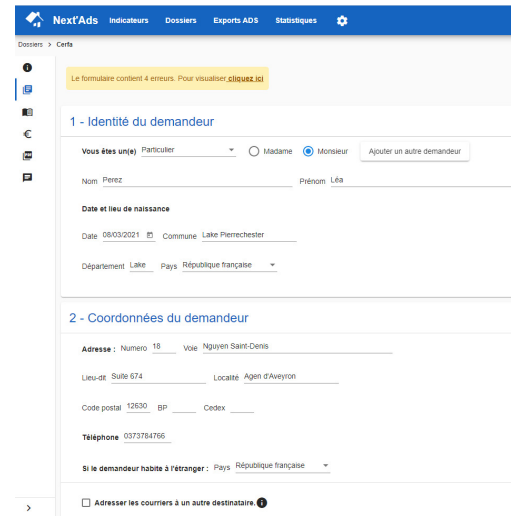 Next'Ads Indicateurs Dossiers Exports ADS Statistiques
Dossiers > Cerfa
Le formulaire contient 4 erreurs. Pour visualiser cliquez ici
1 - Identité du demandeur
Vous êtes un(e) Particulier Madame Monsieur Ajouter un autre demandeur
Nom Perez Prénom Léa
Date et lieu de naissance
Date 08/03/2021 Commune Lake Pierrechester
Département Lake Pays République française
2 - Coordonnées du demandeur
Adresse : Numero 18 Voie Nguyen Saint-Denis
Lieu-dit Suite 674 Localité Agen d'Aveyron
Code postal 12630 BP Cedex
Téléphone 0373784766
Si le demandeur habite à l'étranger : Pays République française
Adresser les courriers à un autre destinataire.